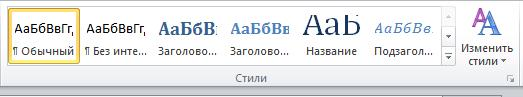 АаБбВвГг, АаБбВвГг, АаБбВ АаБбВв АаБ АаБбВв.
¶ Обычный ¶ Без инте... Заголово... Заголово... Название Подзагол... Изменить
стили
Стили